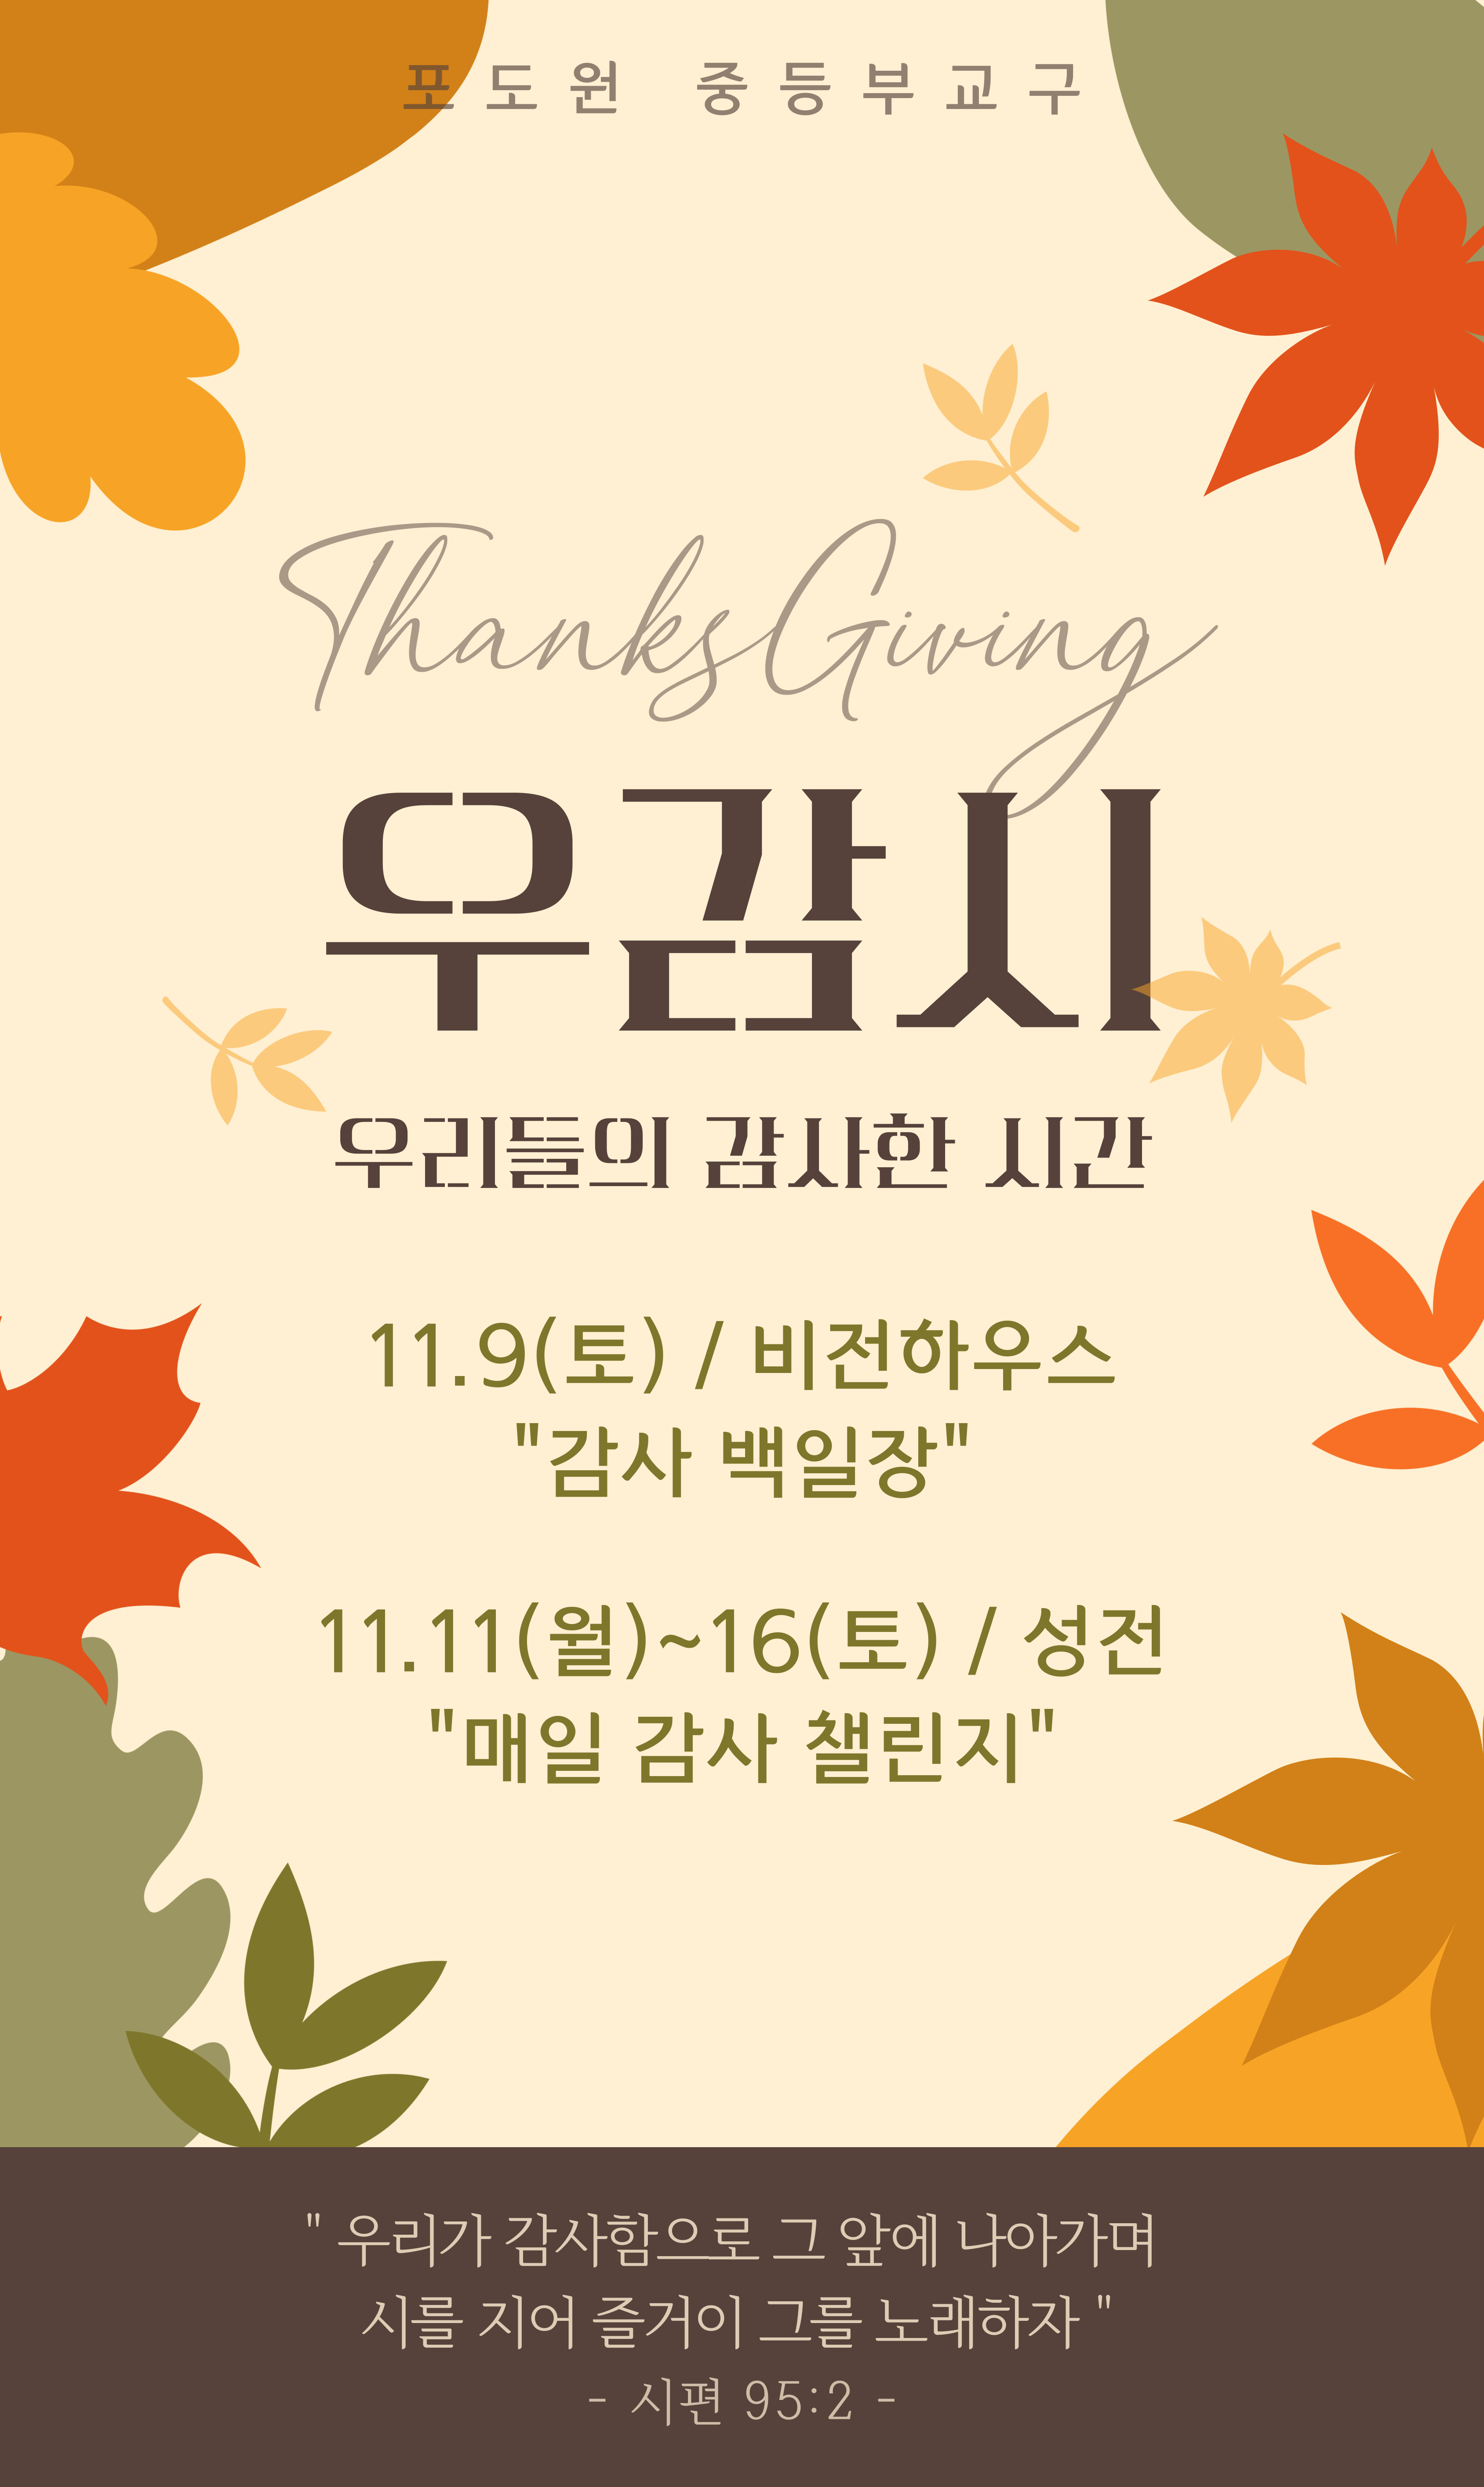 포도원 중등부교구
ThanksGiving
우감시
우리들의 감사한 시간
11.9(토) / 비전하우스
"감사 백일장"
11.11(월)~16(토) / 성전
"매일 감사 챌린지"
" 우리가 감사함으로 그 앞에 나아가며
시를 지어 즐거이 그를 노래하자 "
- 시편 95:2 -